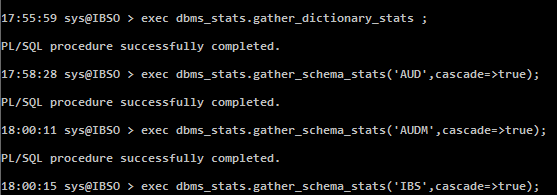 17:55:59 sys@IBSO > exec dbms_stats.gather_dictionary_stats ;
PL/SQL procedure successfully completed.
17:58:28 sys@IBSO > exec dbms_stats.gather_schema_stats('AUD',cascade=>true);
PL/SQL procedure successfully completed.
18:00:11 sys@IBSO > exec dbms_stats.gather_schema_stats('AUDM',cascade=>true);
PL/SQL procedure successfully completed.
18:00:15 sys@IBSO > exec dbms_stats.gather_schema_stats('IBS',cascade=>true);